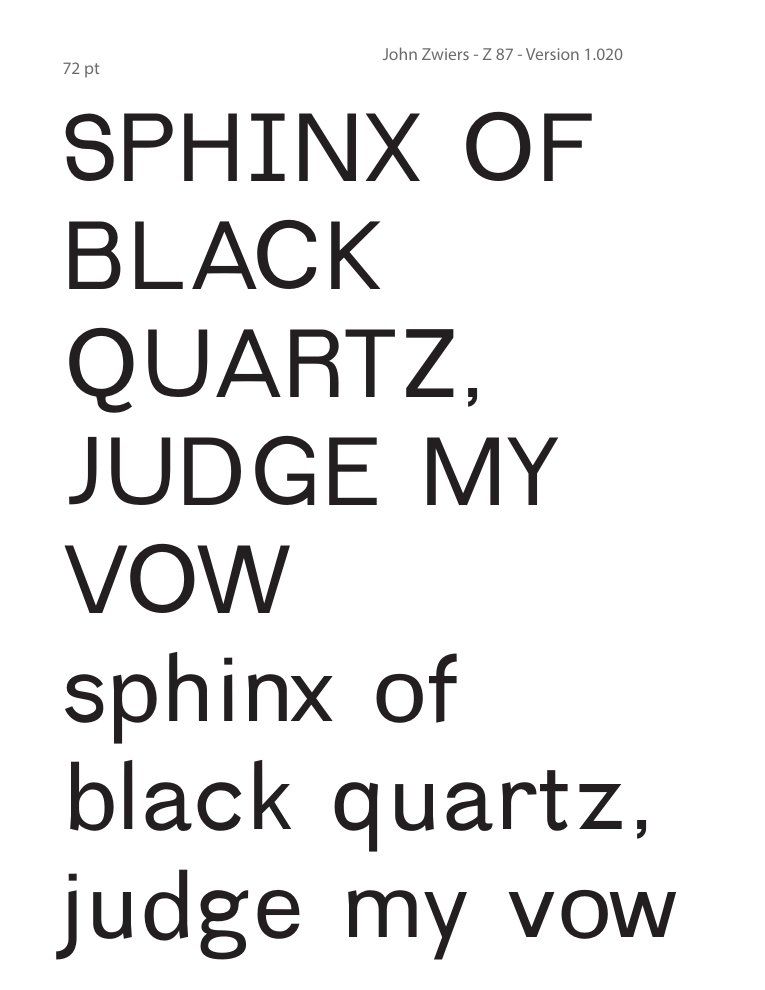 John Zwiers - Z 87 - Version 1.020
72 pt
SPHINX OF
BLACK
QUARTZ,
JUDGE MY
VOW
sphinx of
black quartz,
judge my vow